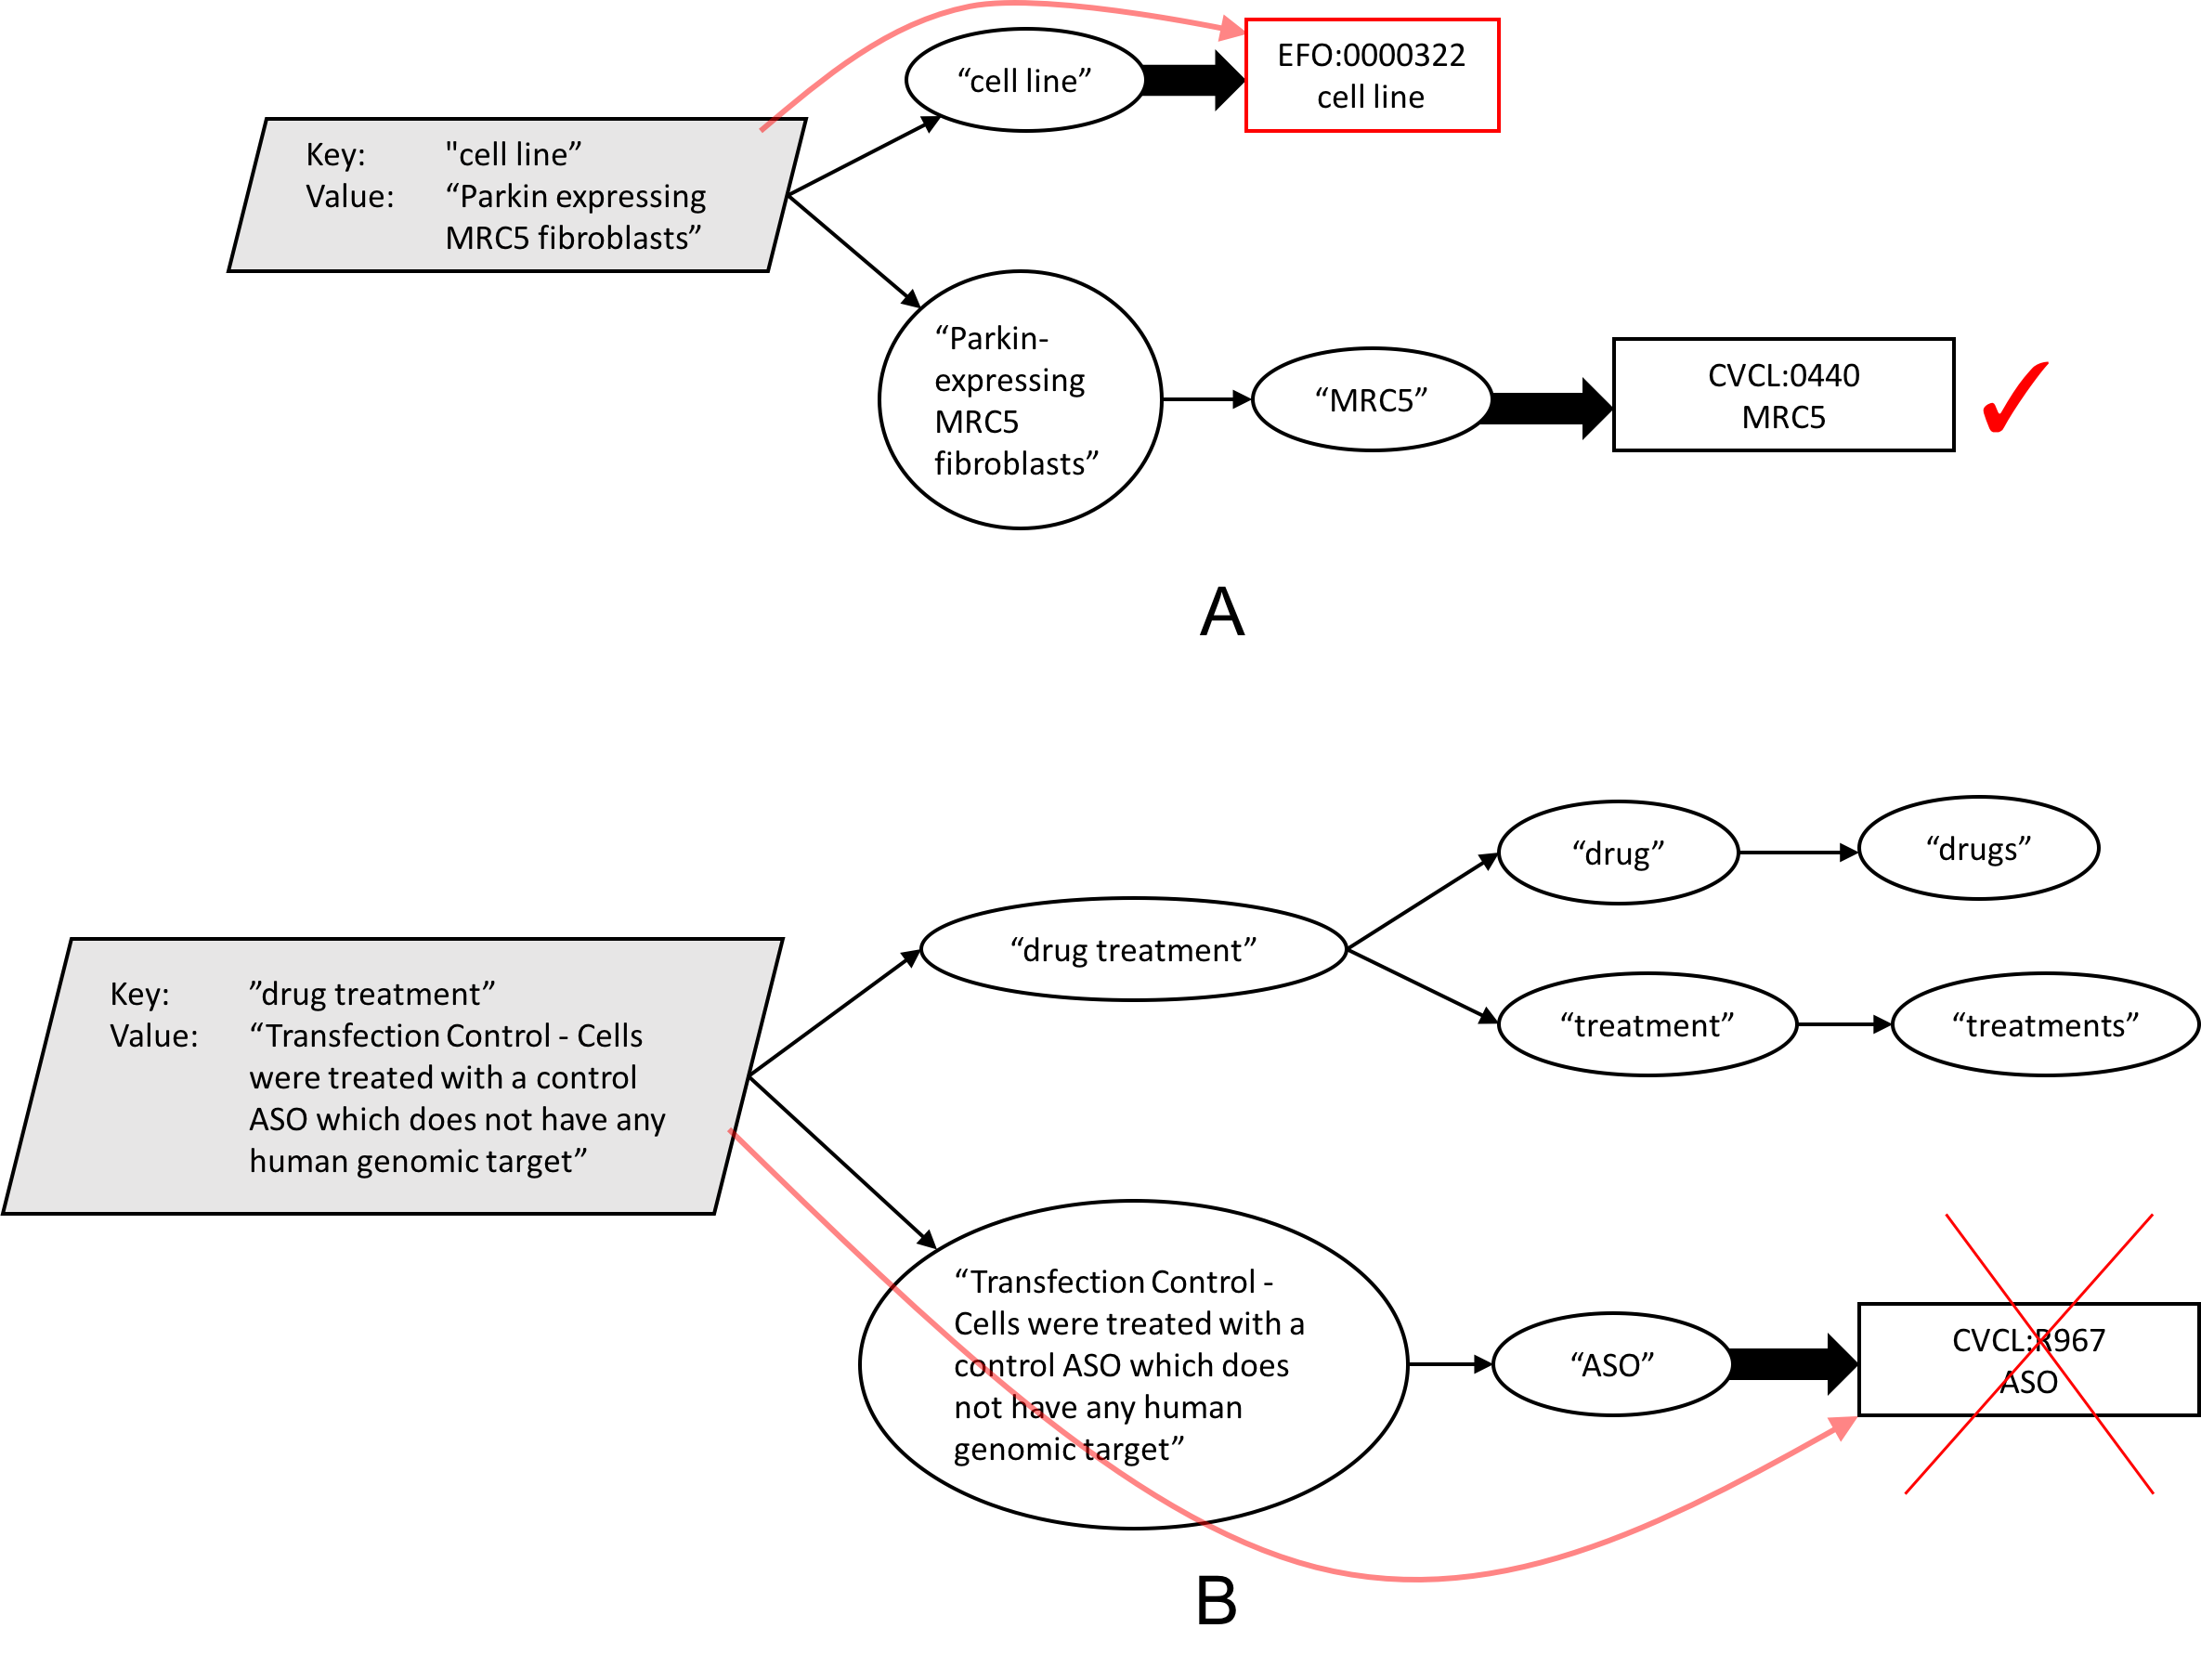 “cell line”
EFO:0000322
cell line
Key: "cell line”
Value: “Parkin expressing
MRC5 fibroblasts”
“Parkin-
expressing
MRC5
fibroblasts”
“MRC5”
CVCL:0440
MRC5
A
“drug”
“drugs”
“drug treatment”
“treatment”
“treatments”
Key: ”drug treatment”
Value: “Transfection Control - Cells
were treated with a control
ASO which does not have any
human genomic target”
“Transfection Control -
Cells were treated with a
control ASO which does
not have any human
genomic target”
“ASO”
CVCL:R967
ASO
B